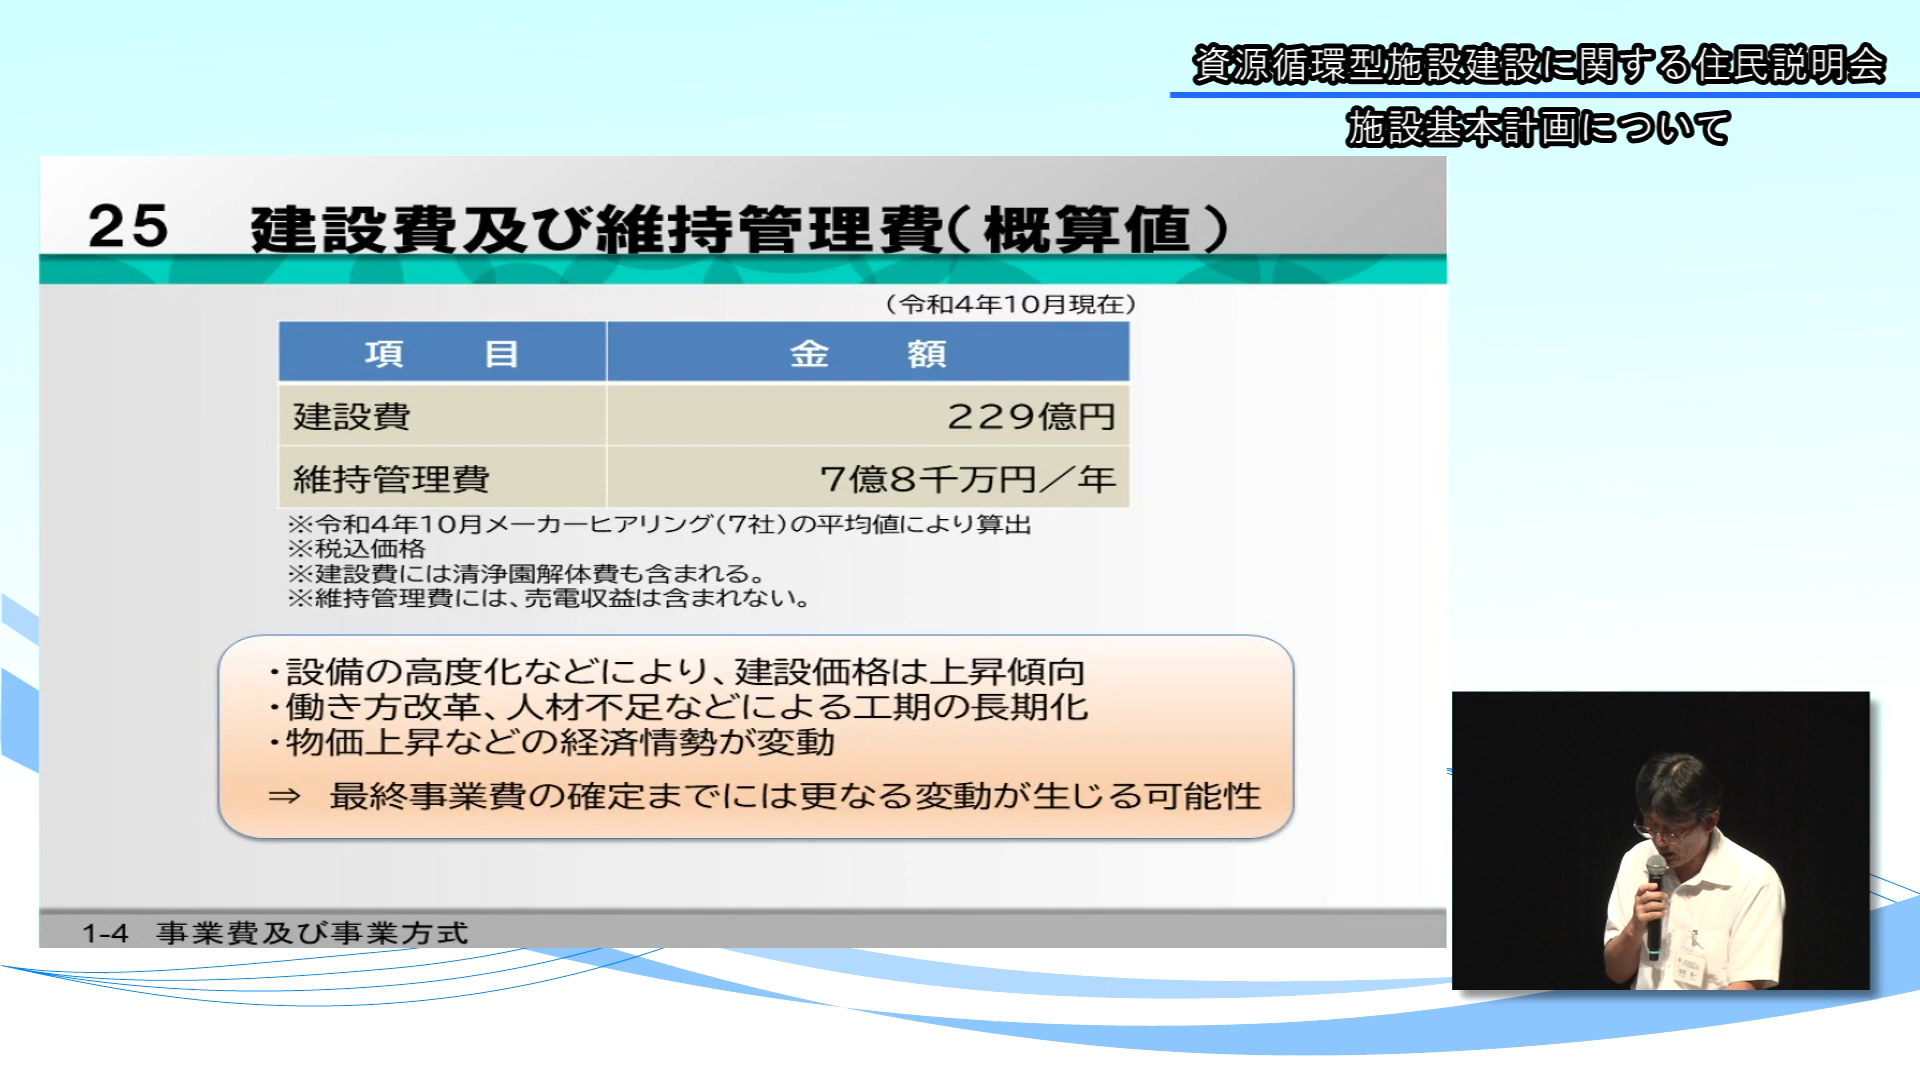 資源循環型施設建設に関する住民説明会
施設基本計画について
25 建設費及び維持管理費(概算値)
(令和4年10月現在)
項 目 金 額
建設費 229億円
維持管理費 7億8千万円/年
※令和4年10月メーカーヒアリング(7社)の平均値により算出
※税込価格
※建設費には清浄園解体費も含まれる。
※維持管理費には、売電収益は含まれない。
・設備の高度化などにより、建設価格は上昇傾向
・働き方改革、人材不足などによる工期の長期化
・物価上昇などの経済情勢が変動
⇒ 最終事業費の確定までには更なる変動が生じる可能性
1-4 事業費及び事業方式